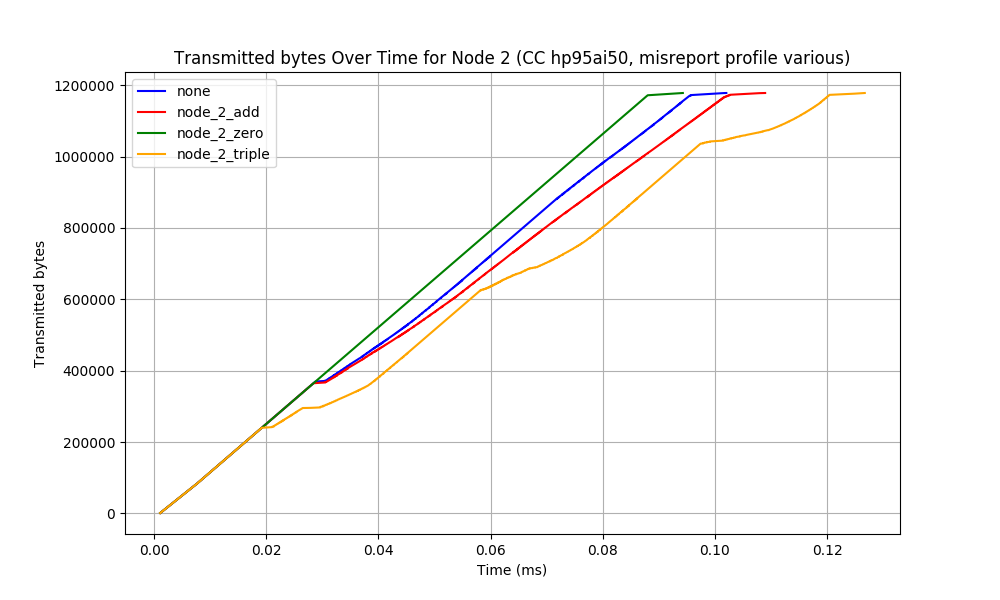 Transmitted bytes Over Time for Node 2 (CC hp95ai50, misreport profile various)
none
node_2_add
node_2_zero
node_2_triple
1200000
1000000
800000
600000
400000
200000
0
Transmitted bytes
0.00 0.02 0.04 0.06 0.08 0.10 0.12
Time (ms)